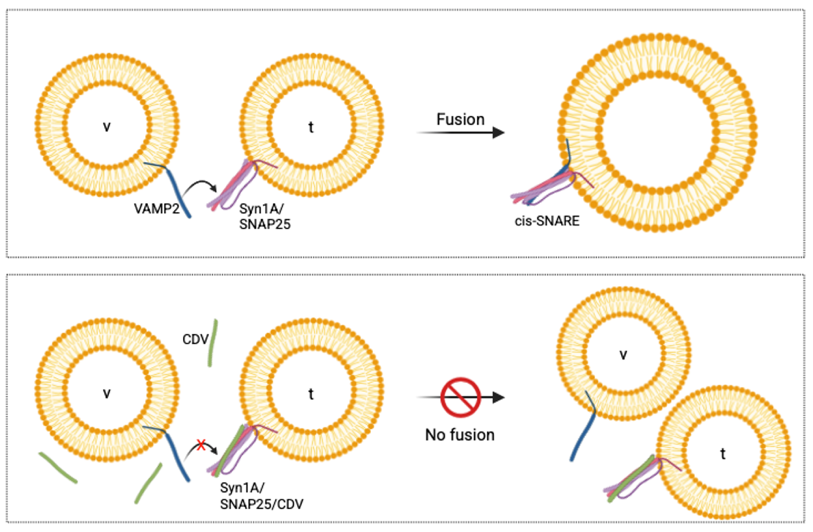 v
t
VAMP2
Syn1A/
SNAP25
Fusion
cis-SNARE
CDV
v
t
X
Syn1A/
SNAP25/CDV
No fusion
v
t